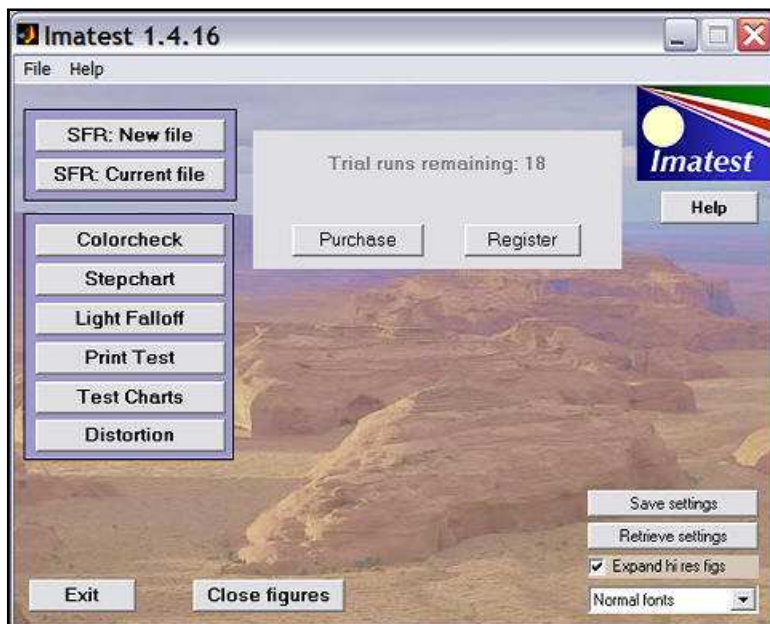 Imatest 1.4.16
File Help
SFR: New file
SFR: Current file
Trial runs remaining: 18
Purchase Register
Imatest
Help
Colorcheck
Stepchart
Light Falloff
Print Test
Test Charts
Distortion
Save settings
Retrieve settings
Expand hi res figs
Normal fonts
Exit Close figures